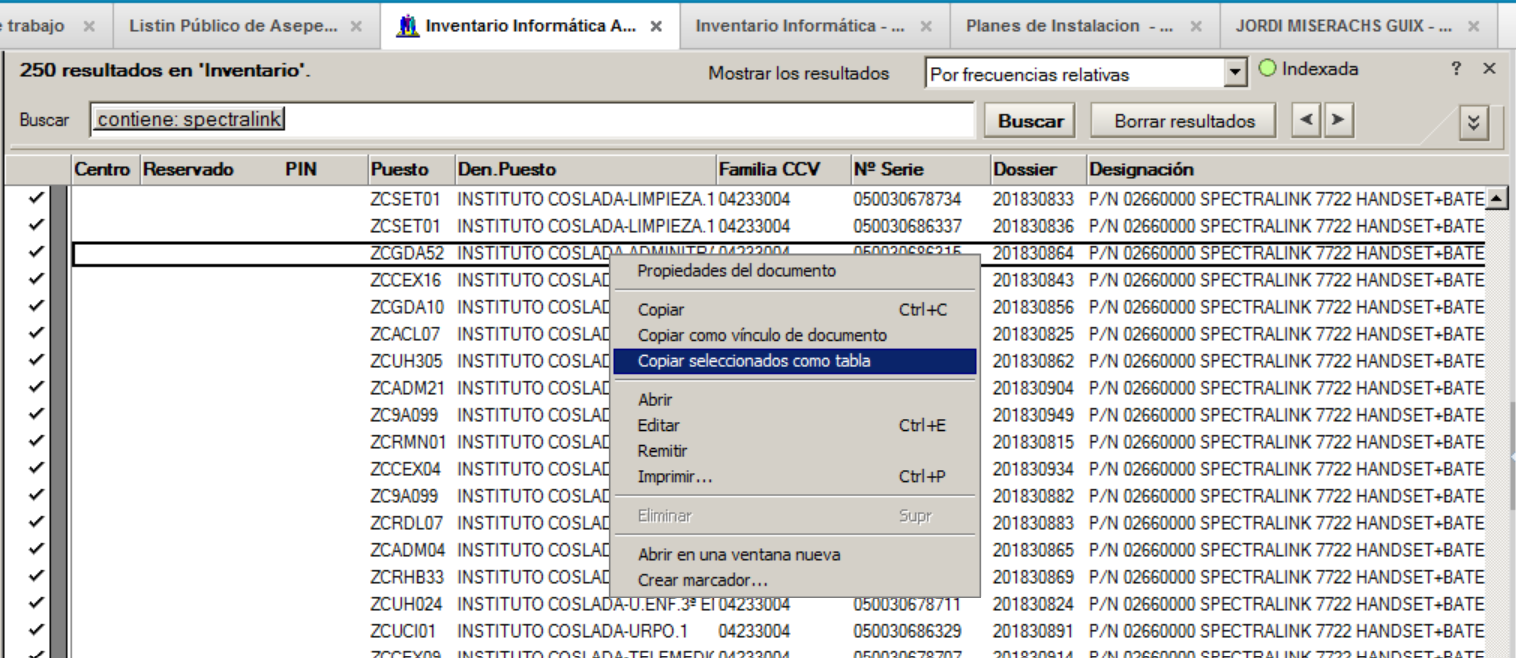 e trabajo × Listin Público de Asepe... × Inventario Informática A... × Inventario Informática - ... × Planes de Instalacion - ... × JORDI MISERACHS GUIX - ... ×
250 resultados en 'Inventario'. Mostrar los resultados Por frecuencias relativas Indexada ? ×
Buscar contiene: spectralink Buscar Borrar resultados
Centro Reservado PIN Puesto Den.Puesto Familia CCV Nº Serie Dossier Designación
ZCSET01 INSTITUTO COSLADA-LIMPIEZA.1 04233004 050030678734 201830833 P/N 02660000 SPECTRALINK 7722 HANDSET+BATE
ZCSET01 INSTITUTO COSLADA-LIMPIEZA.1 04233004 050030686337 201830836 P/N 02660000 SPECTRALINK 7722 HANDSET+BATE
ZCGDA52 INSTITUTO COSLADA-ADMINITR/ 04233004 050030686315 201830864 P/N 02660000 SPECTRALINK 7722 HANDSET+BATE
Propiedades del documento
ZCCEX16 INSTITUTO COSLAD 201830843 P/N 02660000 SPECTRALINK 7722 HANDSET+BATE
ZCGDA10 INSTITUTO COSLAD Copiar Ctrl+C 201830856 P/N 02660000 SPECTRALINK 7722 HANDSET+BATE
ZCACL07 INSTITUTO COSLAD Copiar como vínculo de documento 201830825 P/N 02660000 SPECTRALINK 7722 HANDSET+BATE
ZCUH305 INSTITUTO COSLAD Copiar seleccionados como tabla 201830862 P/N 02660000 SPECTRALINK 7722 HANDSET+BATE
ZCADM21 INSTITUTO COSLAD Abrir 201830904 P/N 02660000 SPECTRALINK 7722 HANDSET+BATE
ZC9A099 INSTITUTO COSLAD Editar Ctrl+E 201830949 P/N 02660000 SPECTRALINK 7722 HANDSET+BATE
ZCRMN01 INSTITUTO COSLAD Remitir 201830815 P/N 02660000 SPECTRALINK 7722 HANDSET+BATE
ZCCEX04 INSTITUTO COSLAD Imprimir... Ctrl+P 201830934 P/N 02660000 SPECTRALINK 7722 HANDSET+BATE
ZC9A099 INSTITUTO COSLAD 201830882 P/N 02660000 SPECTRALINK 7722 HANDSET+BATE
ZCRDL07 INSTITUTO COSLAD Eliminar Supr 201830883 P/N 02660000 SPECTRALINK 7722 HANDSET+BATE
ZCADM04 INSTITUTO COSLAD Abrir en una ventana nueva 201830865 P/N 02660000 SPECTRALINK 7722 HANDSET+BATE
ZCRHB33 INSTITUTO COSLAD Crear marcador... 201830869 P/N 02660000 SPECTRALINK 7722 HANDSET+BATE
ZCUH024 INSTITUTO COSLADA-U.ENF.3ª El 04233004 050030678711 201830824 P/N 02660000 SPECTRALINK 7722 HANDSET+BATE
ZCUCI01 INSTITUTO COSLADA-URPO.1 04233004 050030686329 201830891 P/N 02660000 SPECTRALINK 7722 HANDSET+BATE
ZCCEX09 INSTITUTO COSLADA-TELEMEDI( 04233004 050030678707 201830914 P/N 02660000 SPECTRALINK 7722 HANDSET+BATE